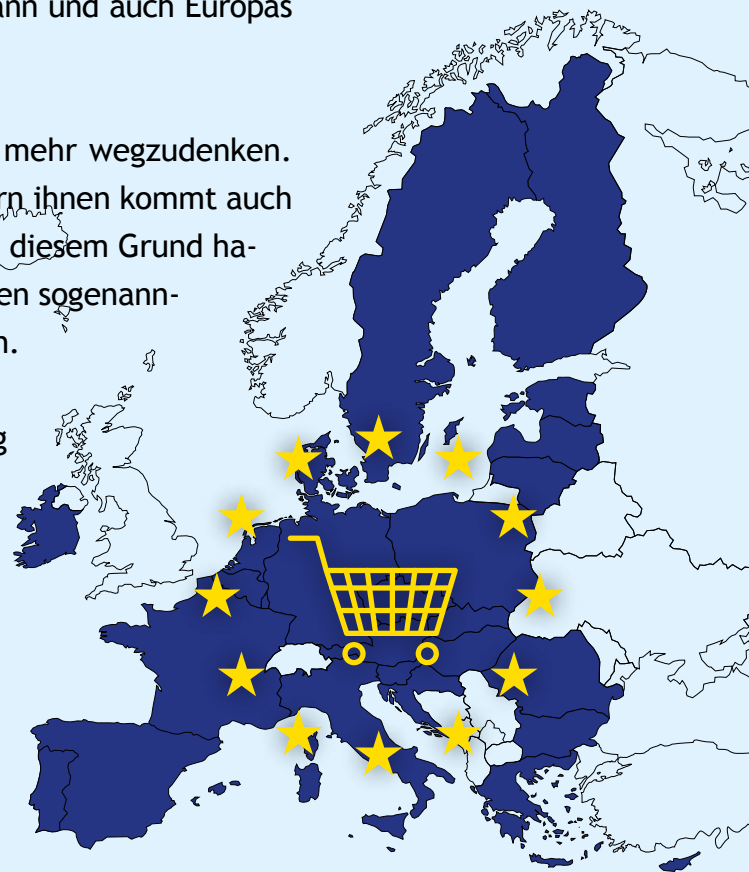 ann und auch Europas
mehr wegzudenken.
rn ihnen kommt auch
diesem Grund ha-
en sogenann-
n.
g